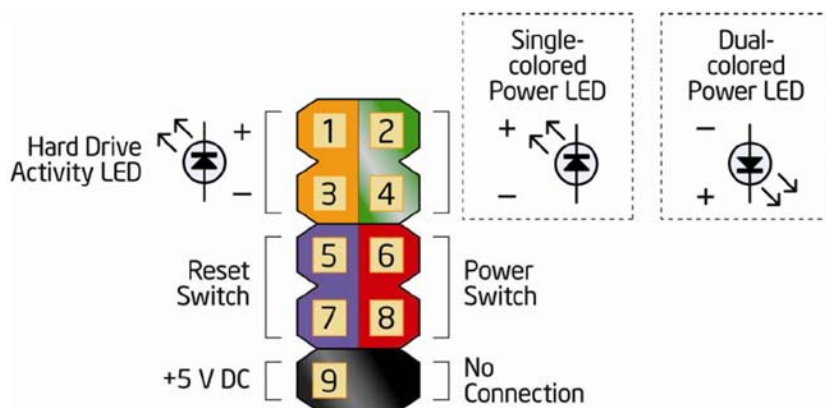 Single-
colored
Power LED
Dual-
colored
Power LED
Hard Drive
Activity LED
+
−
1 2
3 4
+
−
−
+
Reset
Switch
5 6
7 8
Power
Switch
+5 V DC
9
No
Connection